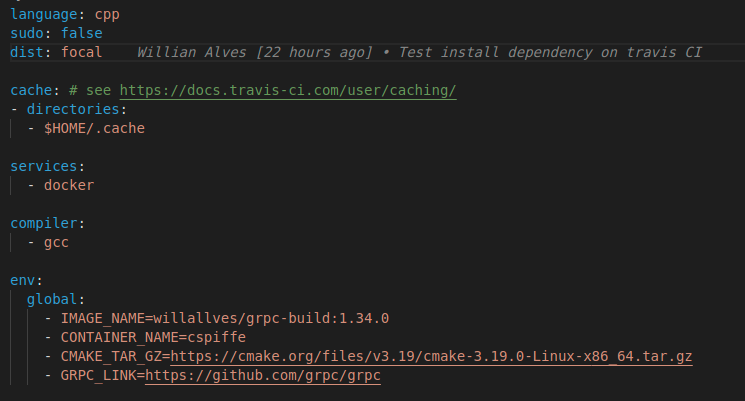 language: cpp
sudo: false
dist: focal Willian Alves [22 hours ago] • Test install dependency on travis CI
cache: # see https://docs.travis-ci.com/user/caching/
- directories:
- $HOME/.cache
services:
- docker
compiler:
- gcc
env:
global:
- IMAGE_NAME=willallves/grpc-build:1.34.0
- CONTAINER_NAME=cspiffe
- CMAKE_TAR_GZ=https://cmake.org/files/v3.19/cmake-3.19.0-Linux-x86_64.tar.gz
- GRPC_LINK=https://github.com/grpc/grpc